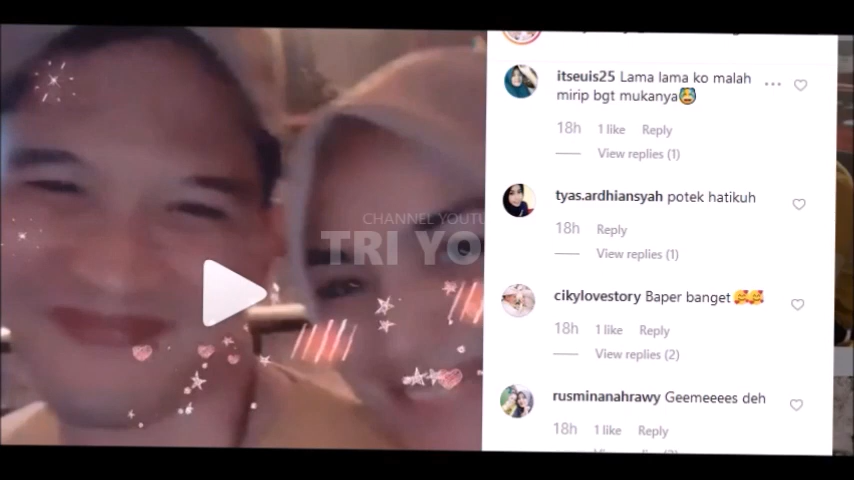 CHANNEL YOUTU
TRI YO
itseuis25 Lama lama ko malah
mirip bgt mukanya😩
18h 1 like Reply
View replies (1)
tyas.ardhiansyah potek hatikuh
18h Reply
View replies (1)
cikylovestory Baper banget 🥰🥰
18h 1 like Reply
View replies (2)
rusminanahrawy Geemeeees deh
18h 1 like Reply